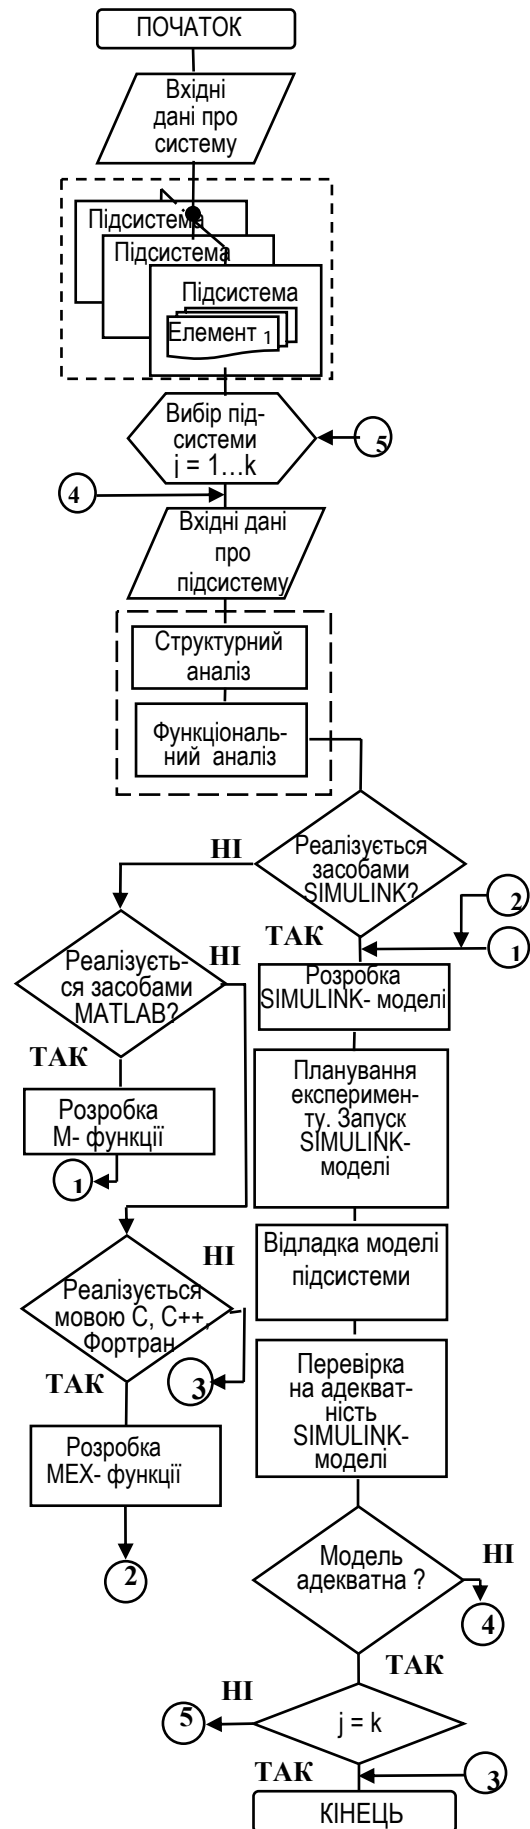 ПОЧАТОК
Вхідні
дані про
систему
Підсистема
Підсистема
Підсистема
Елемент 1
Вибір під-
системи
j = 1...k
5
4
Вхідні дані
про
підсистему
Структурний
аналіз
Функціональ-
ний аналіз
НІ
Реалізується
засобами
SIMULINK?
2
ТАК
1
НІ
Реалізуєть-
ся засобами
MATLAB?
Розробка
SIMULINK- моделі
ТАК
Розробка
М- функції
1
Планування
експеримен-
ту. Запуск
SIMULINK-
моделі
НІ
Реалізується
мовою С, С++,
Фортран
Відладка моделі
підсистеми
ТАК
3
Перевірка
на адекват-
ність
SIMULINK-
моделі
Розробка
МЕХ- функції
2
Модель
адекватна ?
НІ
4
ТАК
НІ
5
j = k
ТАК
3
КІНЕЦЬ